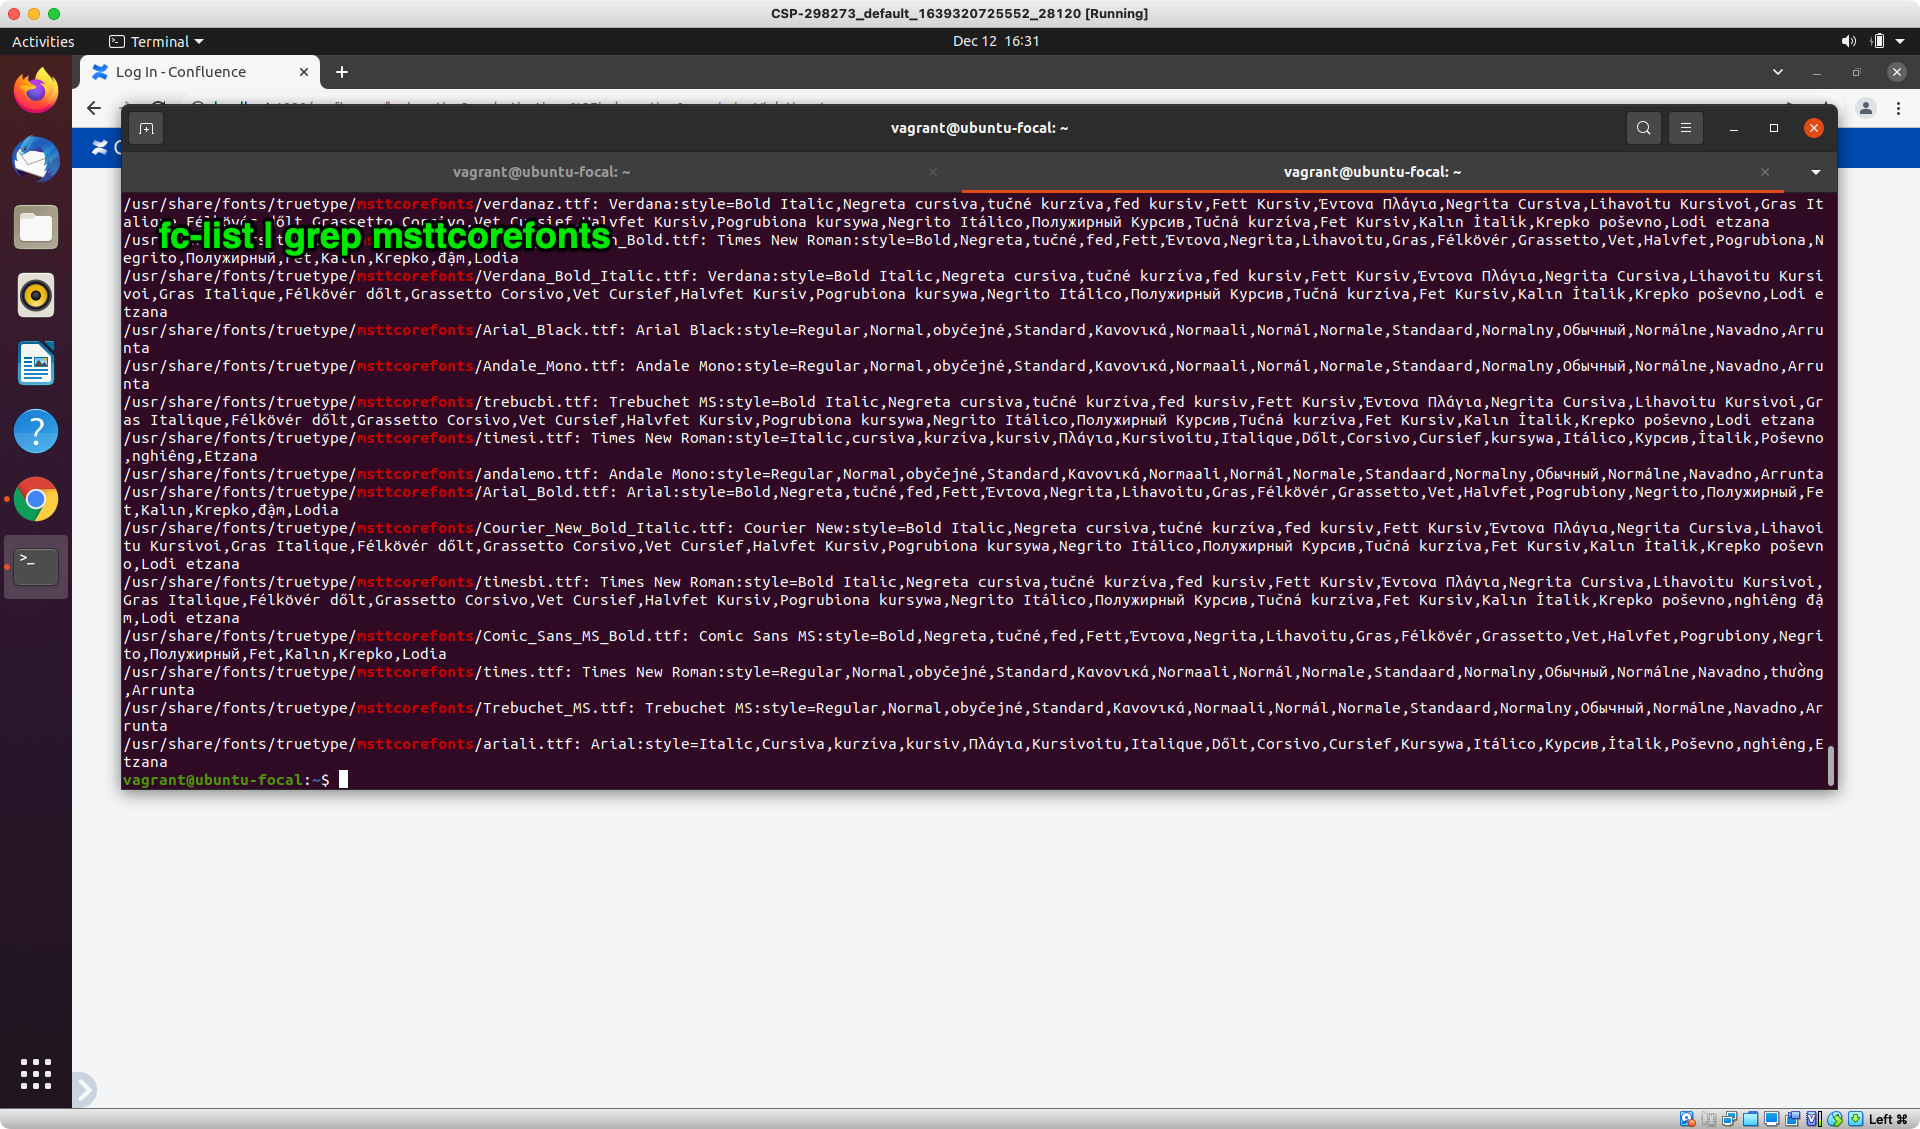 CSP-298273_default_1639320725552_28120 [Running]
Activities
Terminal
Dec 12 16:31
Log In - Confluence
vagrant@ubuntu-focal: ~
vagrant@ubuntu-focal: ~
vagrant@ubuntu-focal: ~
/usr/share/fonts/truetype/msttcorefonts/verdanaz.ttf: Verdana:style=Bold Italic,Negreta cursiva,tučné kurzíva,fed kursiv,Fett Kursiv,Έντονα Πλάγια,Negrita Cursiva,Lihavoitu Kursivoi,Gras It
alique,Félkövér dőlt,Grassetto Corsivo,Vet Cursief,Halvfet Kursiv,Pogrubiona kursywa,Negrito Itálico,Полужирный Курсив,Tučná kurzíva,Fet Kursiv,Kalın İtalik,Krepko poševno,Lodi etzana
fc-list | grep msttcorefonts
_Bold.ttf: Times New Roman:style=Bold,Negreta,tučné,fed,Fett,Έντονα,Negrita,Lihavoitu,Gras,Félkövér,Grassetto,Vet,Halvfet,Pogrubiona,N
egrito,Полужирный,Fet,Kalın,Krepko,đậm,Lodia
/usr/share/fonts/truetype/msttcorefonts/Verdana_Bold_Italic.ttf: Verdana:style=Bold Italic,Negreta cursiva,tučné kurzíva,fed kursiv,Fett Kursiv,Έντονα Πλάγια,Negrita Cursiva,Lihavoitu Kursi
voi,Gras Italique,Félkövér dőlt,Grassetto Corsivo,Vet Cursief,Halvfet Kursiv,Pogrubiona kursywa,Negrito Itálico,Полужирный Курсив,Tučná kurzíva,Fet Kursiv,Kalın İtalik,Krepko poševno,Lodi e
tzana
/usr/share/fonts/truetype/msttcorefonts/Arial_Black.ttf: Arial Black:style=Regular,Normal,obyčejné,Standard,Κανονικά,Normaali,Normál,Normale,Standaard,Normalny,Обычный,Normálne,Navadno,Arru
nta
/usr/share/fonts/truetype/msttcorefonts/Andale_Mono.ttf: Andale Mono:style=Regular,Normal,obyčejné,Standard,Κανονικά,Normaali,Normál,Normale,Standaard,Normalny,Обычный,Normálne,Navadno,Arru
nta
/usr/share/fonts/truetype/msttcorefonts/trebucbi.ttf: Trebuchet MS:style=Bold Italic,Negreta cursiva,tučné kurzíva,fed kursiv,Fett Kursiv,Έντονα Πλάγια,Negrita Cursiva,Lihavoitu Kursivoi,Gr
as Italique,Félkövér dőlt,Grassetto Corsivo,Vet Cursief,Halvfet Kursiv,Pogrubiona kursywa,Negrito Itálico,Полужирный Курсив,Tučná kurzíva,Fet Kursiv,Kalın İtalik,Krepko poševno,Lodi etzana
/usr/share/fonts/truetype/msttcorefonts/timesi.ttf: Times New Roman:style=Italic,cursiva,kurzíva,kursiv,Πλάγια,Kursivoitu,Italique,Dőlt,Corsivo,Cursief,kursywa,Itálico,Курсив,İtalik,Poševno
,nghiêng,Etzana
/usr/share/fonts/truetype/msttcorefonts/andalemo.ttf: Andale Mono:style=Regular,Normal,obyčejné,Standard,Κανονικά,Normaali,Normál,Normale,Standaard,Normalny,Обычный,Normálne,Navadno,Arrunta
/usr/share/fonts/truetype/msttcorefonts/Arial_Bold.ttf: Arial:style=Bold,Negreta,tučné,fed,Fett,Έντονα,Negrita,Lihavoitu,Gras,Félkövér,Grassetto,Vet,Halvfet,Pogrubiony,Negrito,Полужирный,Fe
t,Kalın,Krepko,đậm,Lodia
/usr/share/fonts/truetype/msttcorefonts/Courier_New_Bold_Italic.ttf: Courier New:style=Bold Italic,Negreta cursiva,tučné kurzíva,fed kursiv,Fett Kursiv,Έντονα Πλάγια,Negrita Cursiva,Lihavoi
tu Kursivoi,Gras Italique,Félkövér dőlt,Grassetto Corsivo,Vet Cursief,Halvfet Kursiv,Pogrubiona kursywa,Negrito Itálico,Полужирный Курсив,Tučná kurzíva,Fet Kursiv,Kalın İtalik,Krepko poševn
o,Lodi etzana
/usr/share/fonts/truetype/msttcorefonts/timesbi.ttf: Times New Roman:style=Bold Italic,Negreta cursiva,tučné kurzíva,fed kursiv,Fett Kursiv,Έντονα Πλάγια,Negrita Cursiva,Lihavoitu Kursivoi,
Gras Italique,Félkövér dőlt,Grassetto Corsivo,Vet Cursief,Halvfet Kursiv,Pogrubiona kursywa,Negrito Itálico,Полужирный Курсив,Tučná kurzíva,Fet Kursiv,Kalın İtalik,Krepko poševno,nghiêng đậ
m,Lodi etzana
/usr/share/fonts/truetype/msttcorefonts/Comic_Sans_MS_Bold.ttf: Comic Sans MS:style=Bold,Negreta,tučné,fed,Fett,Έντονα,Negrita,Lihavoitu,Gras,Félkövér,Grassetto,Vet,Halvfet,Pogrubiony,Negri
to,Полужирный,Fet,Kalın,Krepko,Lodia
/usr/share/fonts/truetype/msttcorefonts/times.ttf: Times New Roman:style=Regular,Normal,obyčejné,Standard,Κανονικά,Normaali,Normál,Normale,Standaard,Normalny,Обычный,Normálne,Navadno,thường
,Arrunta
/usr/share/fonts/truetype/msttcorefonts/Trebuchet_MS.ttf: Trebuchet MS:style=Regular,Normal,obyčejné,Standard,Κανονικά,Normaali,Normál,Normale,Standaard,Normalny,Обычный,Normálne,Navadno,Ar
runta
/usr/share/fonts/truetype/msttcorefonts/ariali.ttf: Arial:style=Italic,Cursiva,kurzíva,kursiv,Πλάγια,Kursivoitu,Italique,Dőlt,Corsivo,Cursief,Kursywa,Itálico,Курсив,İtalik,Poševno,nghiêng,E
tzana
vagrant@ubuntu-focal:~$
Left ⌘